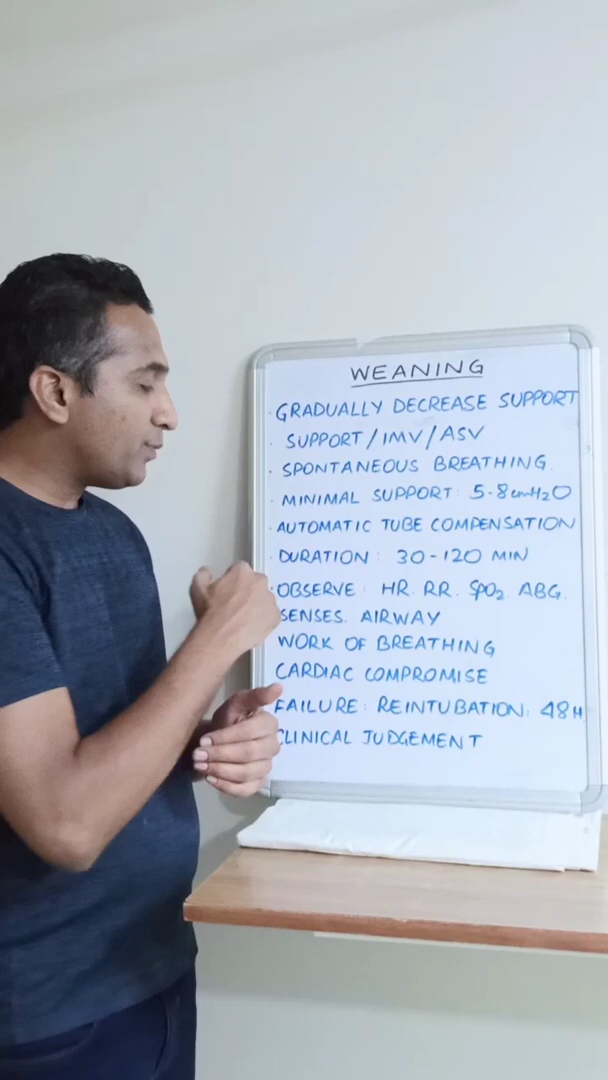 WEANING
· GRADUALLY DECREASE SUPPORT
· SUPPORT/IMV/ASV
· SPONTANEOUS BREATHING.
· MINIMAL SUPPORT: 5-8cmH2O
· AUTOMATIC TUBE COMPENSATION
· DURATION: 30-120 MIN
· OBSERVE: HR. RR. SpO2. ABG.
SENSES. AIRWAY
WORK OF BREATHING
CARDIAC COMPROMISE
FAILURE: REINTUBATION: 48H
CLINICAL JUDGEMENT